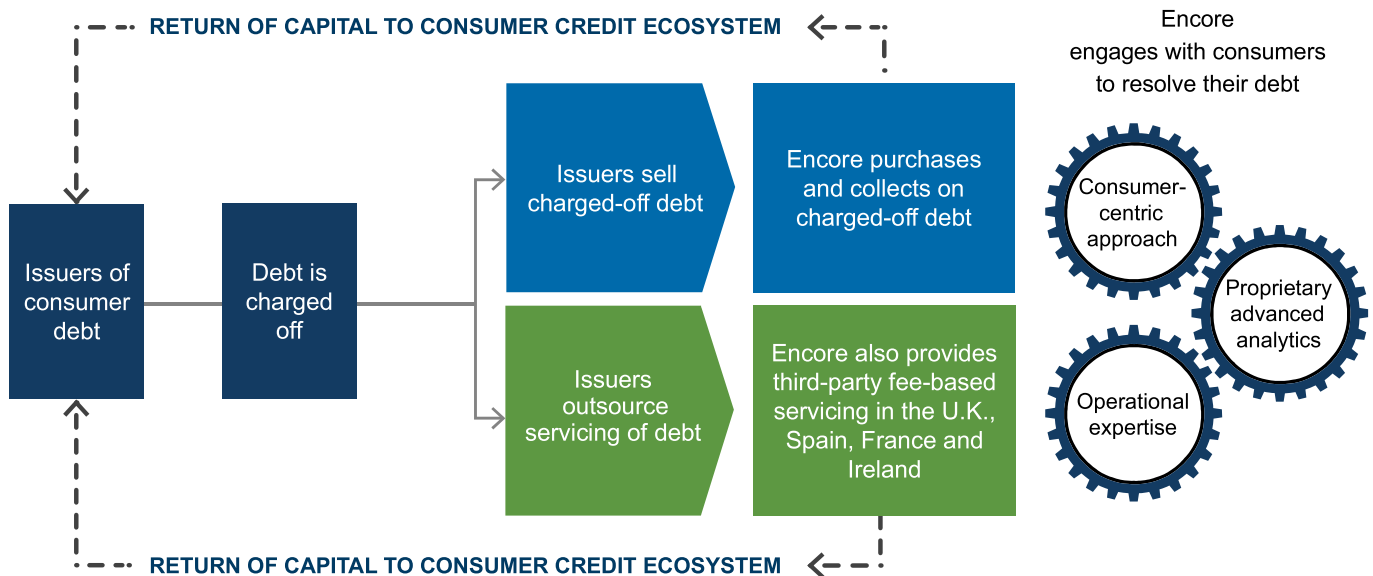 RETURN OF CAPITAL TO CONSUMER CREDIT ECOSYSTEM
Encore
engages with consumers
to resolve their debt
Issuers of
consumer
debt
Debt is
charged
off
Issuers sell
charged-off debt
Encore purchases
and collects on
charged-off debt
Issuers
outsource
servicing of debt
Encore also provides
third-party fee-based
servicing in the U.K.,
Spain, France and
Ireland
Consumer-
centric
approach
Proprietary
advanced
analytics
Operational
expertise
RETURN OF CAPITAL TO CONSUMER CREDIT ECOSYSTEM